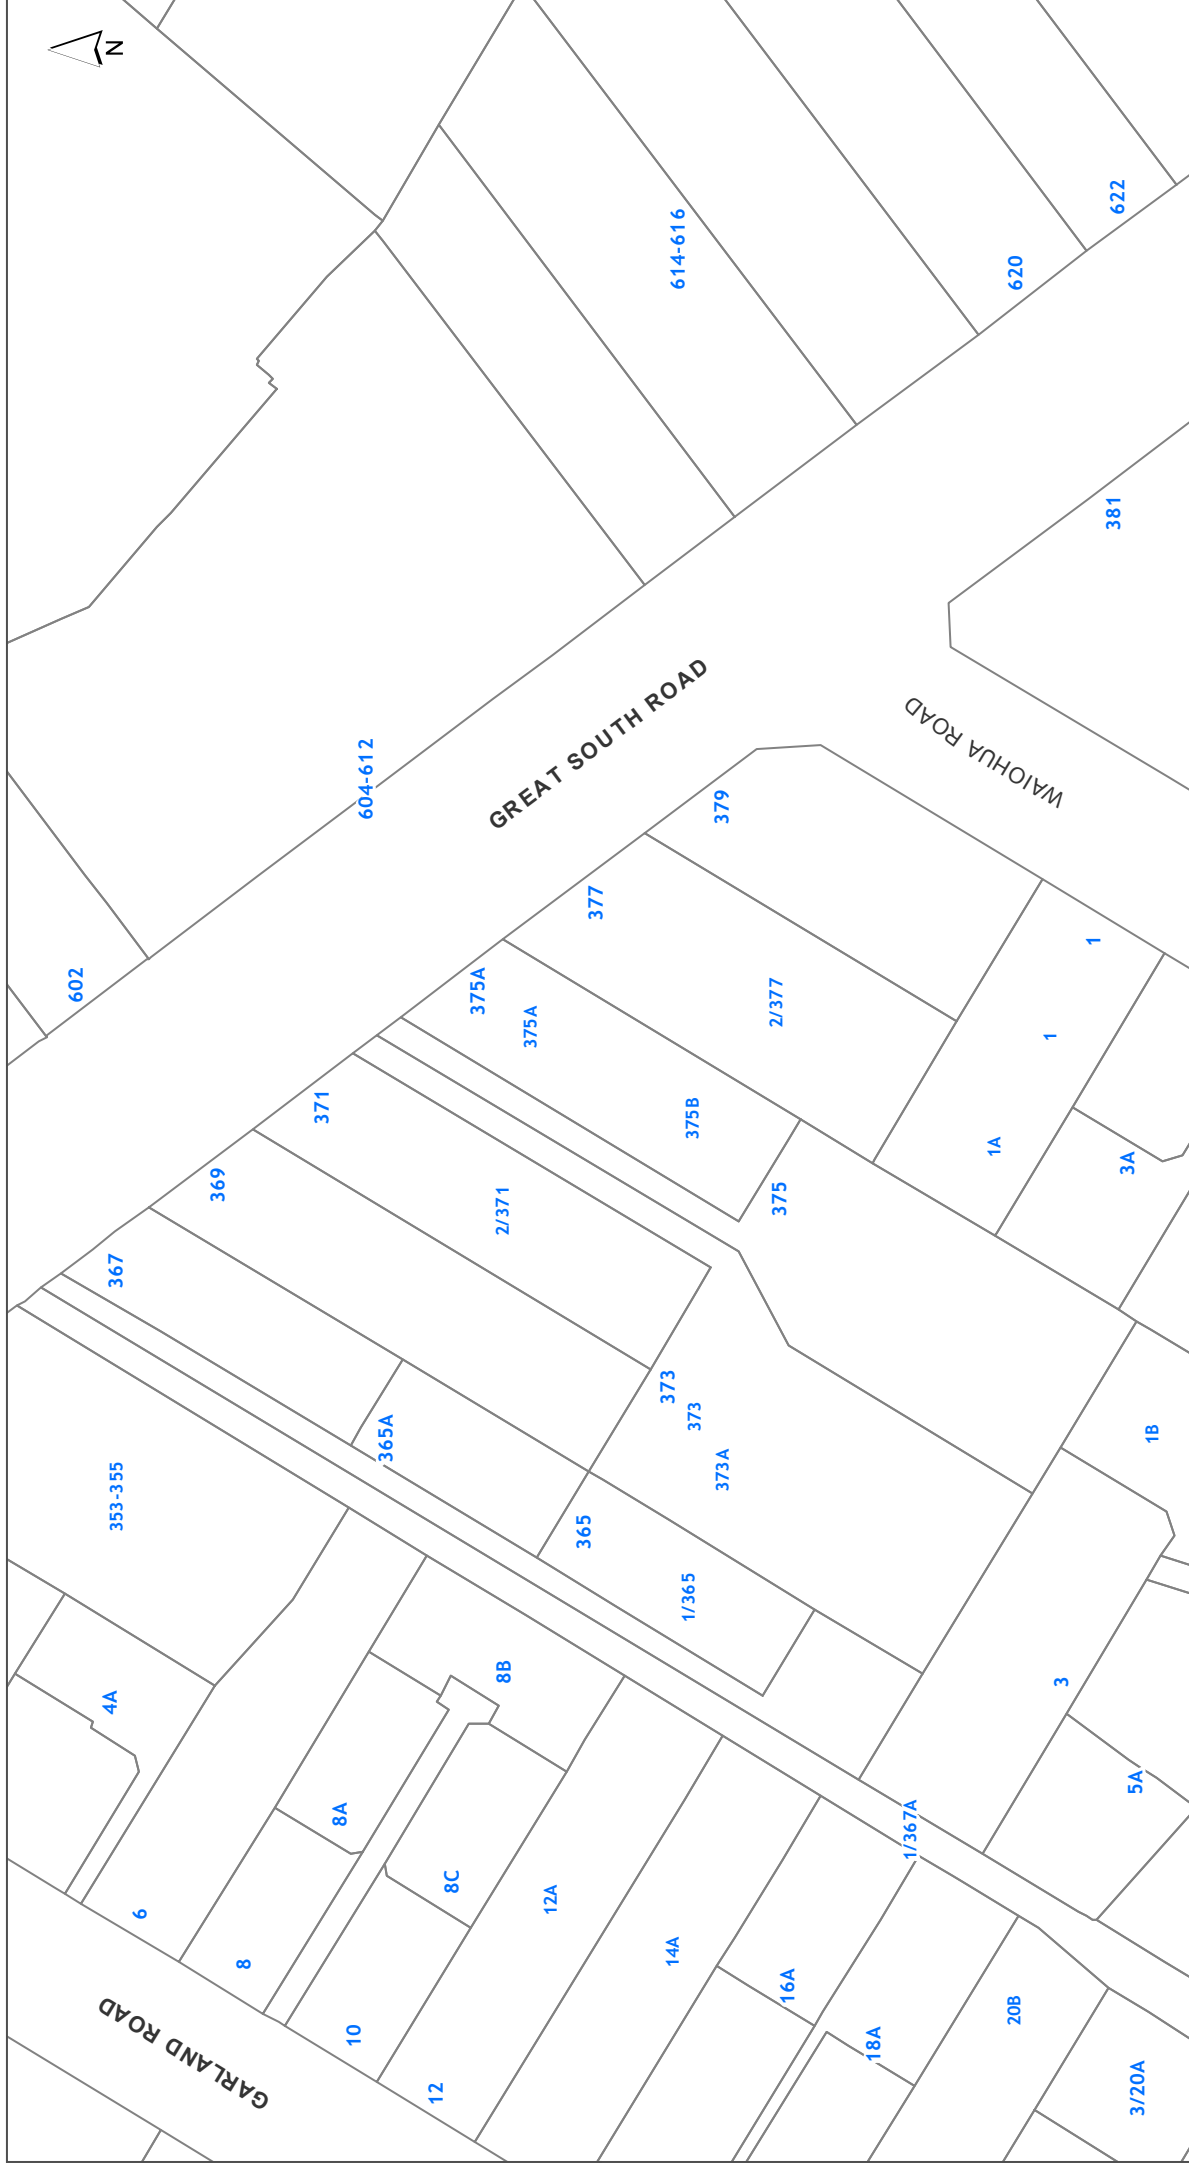 N
614-616
622
620
381
604-612
GREAT SOUTH ROAD
WAIOHUA ROAD
379
377
602
375A
375A
2/377
1
1
375B
1A
371
3A
369
375
2/371
367
373
373
365A
1B
373A
353-355
365
1/365
8B
3
4A
5A
8A
1/367A
8C
12A
6
14A
8
16A
20B
10
18A
GARLAND ROAD
12
3/20A